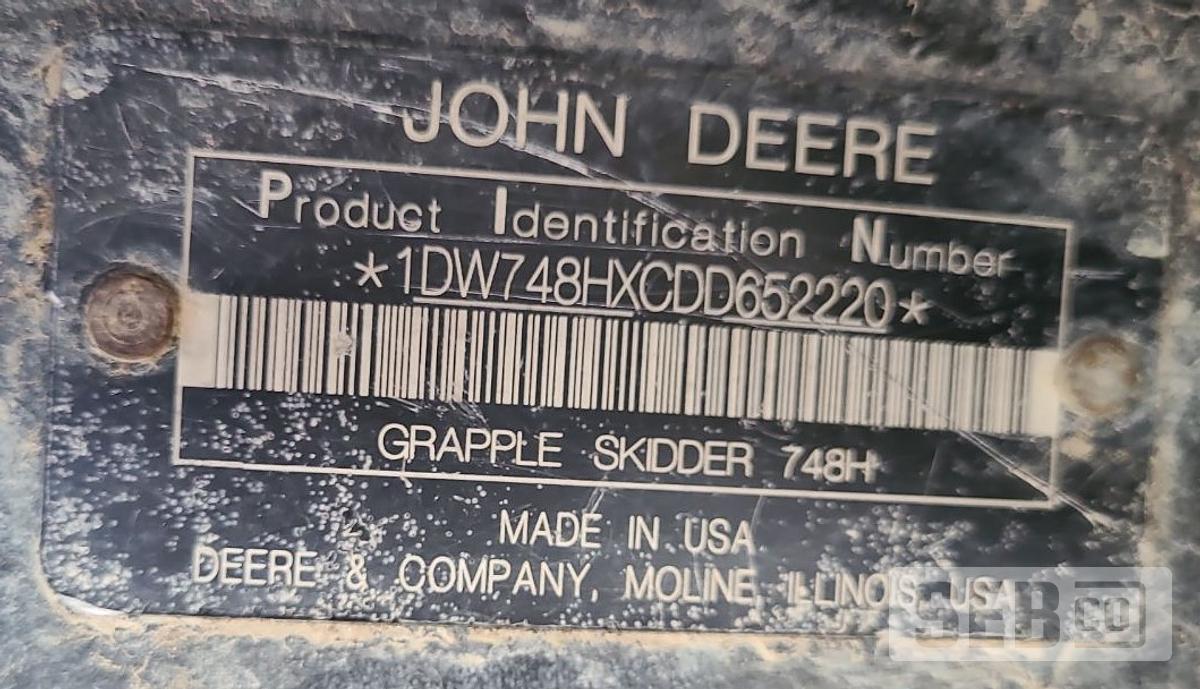 JOHN DEERE
Product Identification Number
*1DW748HXCDD652220*
GRAPPLE SKIDDER 748H
MADE IN USA
DEERE & COMPANY, MOLINE, ILLINOIS, USA